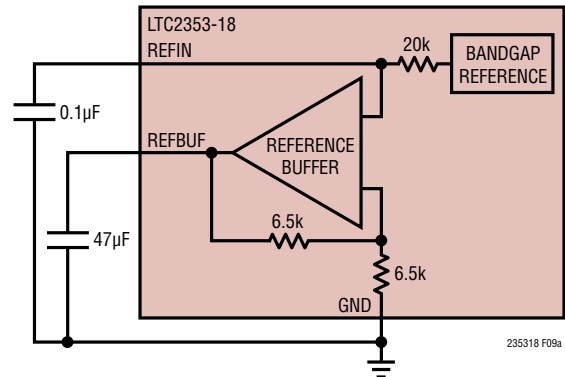 LTC2353-18
REFIN
20k
BANDGAP
REFERENCE
0.1µF
REFBUF
REFERENCE
BUFFER
6.5k
47µF
6.5k
GND
235318 F09a